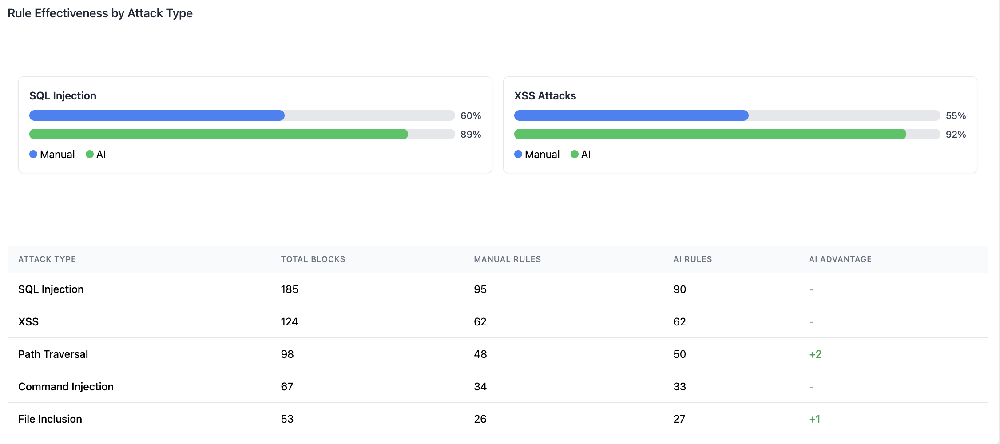 Rule Effectiveness by Attack Type
SQL Injection
60%
89%
Manual AI
XSS Attacks
55%
92%
Manual AI
ATTACK TYPE TOTAL BLOCKS MANUAL RULES AI RULES AI ADVANTAGE
SQL Injection 185 95 90 -
XSS 124 62 62 -
Path Traversal 98 48 50 +2
Command Injection 67 34 33 -
File Inclusion 53 26 27 +1